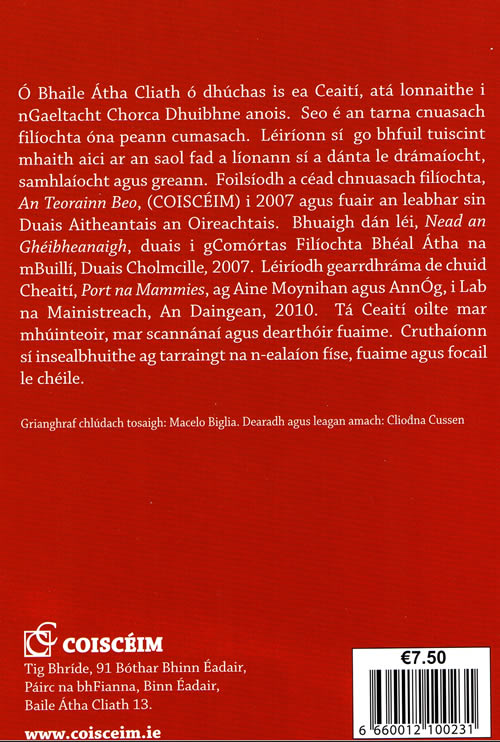 Ó Bhaile Átha Cliath ó dhúchas is ea Ceaití, atá lonnaithe i
nGaeltacht Chorca Dhuibhne anois. Seo é an tarna cnuasach
filíochta óna peann cumasach. Léiríonn sí go bhfuil tuiscint
mhaith aici ar an saol fad a líonann sí a dánta le drámaíocht,
samhlaíocht agus greann. Foilsíodh a céad chnuasach filíochta,
An Teorainn Beo, (COISCÉIM) i 2007 agus fuair an leabhar sin
Duais Aitheantais an Oireachtais. Bhuaigh dán léi, Nead an
Ghéibheanaigh, duais i gComórtas Filíochta Bhéal Átha na
mBuillí, Duais Cholmcille, 2007. Léiríodh gearrdhráma de chuid
Cheaití, Port na Mammies, ag Aine Moynihan agus AnnÓg, i Lab
na Mainistreach, An Daingean, 2010. Tá Ceaití oilte mar
mhúinteoir, mar scannánaí agus dearthóir fuaime. Cruthaíonn
sí insealbhuithe ag tarraingt na n-ealaíon físe, fuaime agus focail
le chéile.
Grianghraf chlúdach tosaigh: Macelo Biglia. Dearadh agus leagan amach: Cliodna Cussen
COISCÉIM
Tig Bhríde, 91 Bóthar Bhinn Éadair,
Páirc na bhFianna, Binn Éadair,
Baile Átha Cliath 13.
www.coisceim.ie
€7.50
6 660012 100231